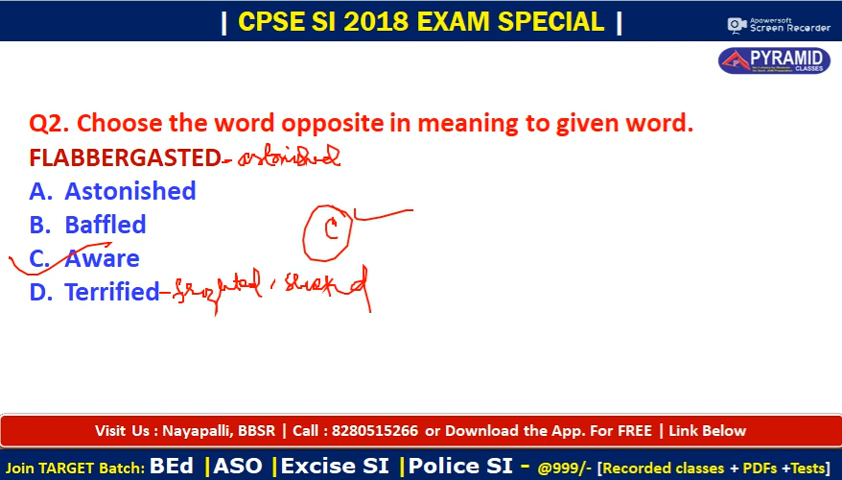 | CPSE SI 2018 EXAM SPECIAL |
Apowersoft
Screen Recorder
PYRAMID
CLASSES
Q2. Choose the word opposite in meaning to given word.
FLABBERGASTED - astonished
A. Astonished
B. Baffled
C
C. Aware
D. Terrified -
Visit Us : Nayapalli, BBSR | Call : 8280515266 or Download the App. For FREE | Link Below
Join TARGET Batch: BEd |ASO |Excise SI |Police SI - @999/- [Recorded classes + PDFs +Tests]